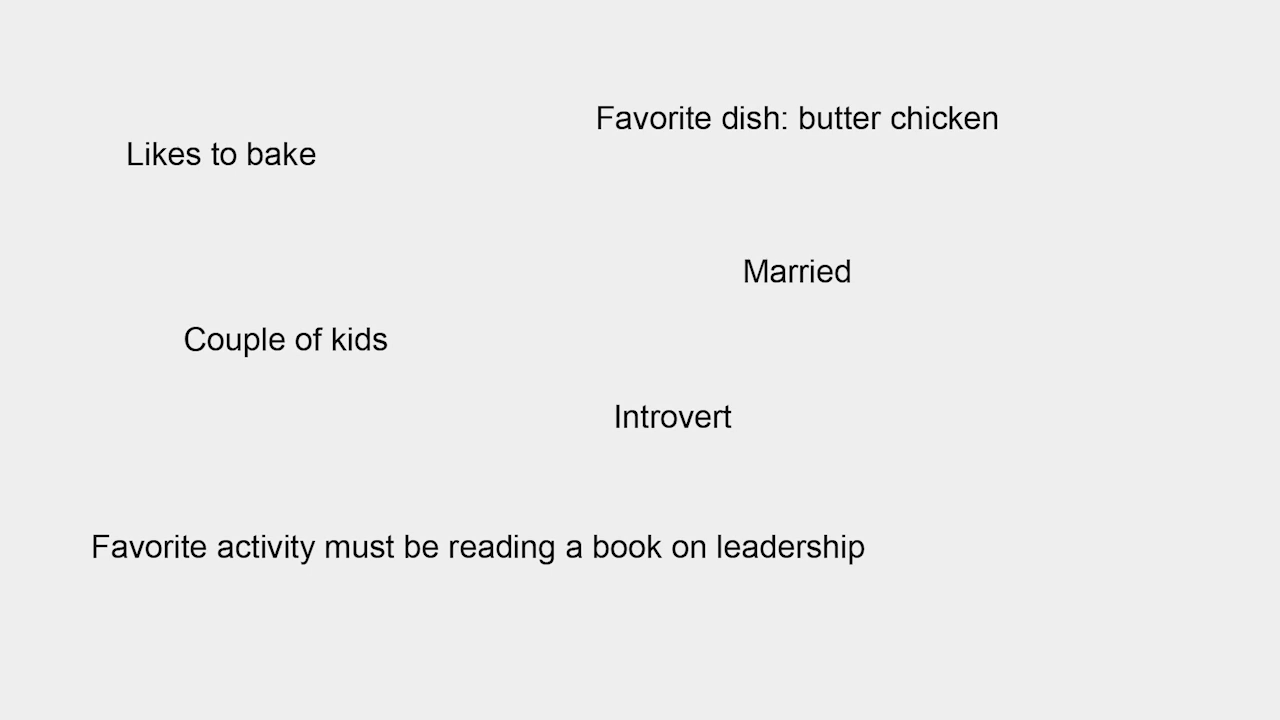 Favorite dish: butter chicken
Likes to bake
Married
Couple of kids
Introvert
Favorite activity must be reading a book on leadership